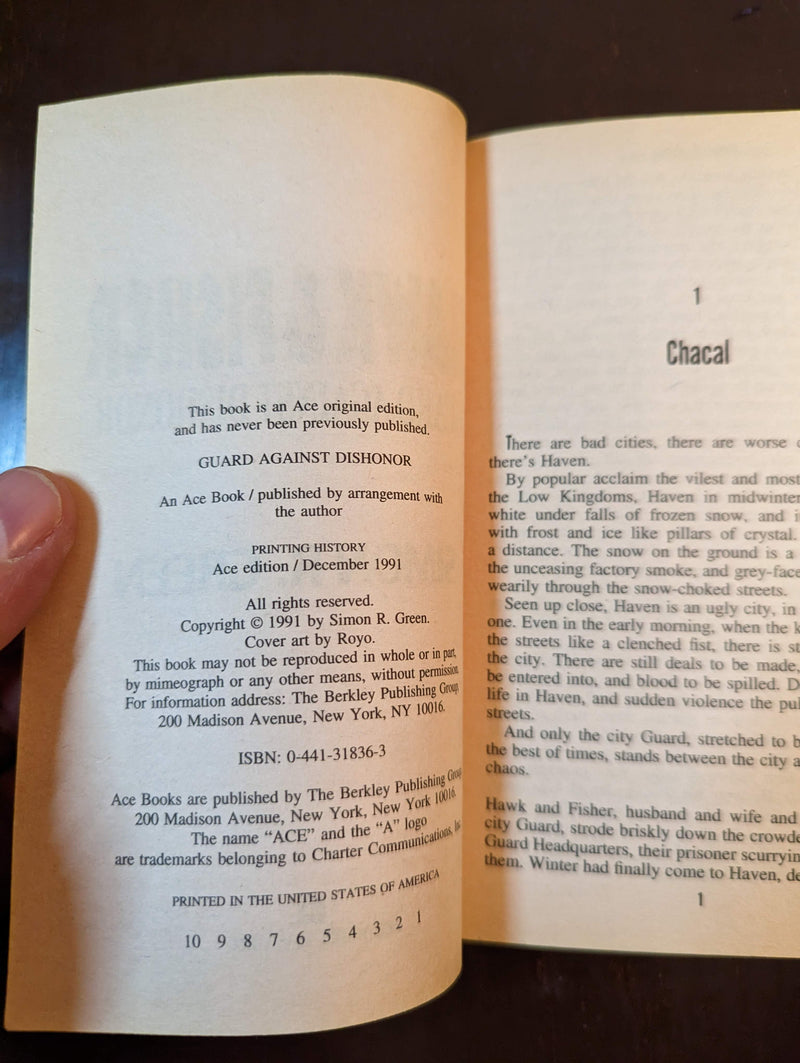 This book is an Ace original edition,
and has never been previously published.
GUARD AGAINST DISHONOR
An Ace Book / published by arrangement with
the author
PRINTING HISTORY
Ace edition / December 1991
All rights reserved.
Copyright © 1991 by Simon R. Green.
Cover art by Royo.
This book may not be reproduced in whole or in part,
by mimeograph or any other means, without permission.
For information address: The Berkley Publishing Group,
200 Madison Avenue, New York, NY 10016.
ISBN: 0-441-31836-3
Ace Books are published by The Berkley Publishing Group
200 Madison Avenue, New York, New York 10016.
The name "ACE" and the "A" logo
are trademarks belonging to Charter Communications,
PRINTED IN THE UNITED STATES OF AMERICA
10 9 8 7 6 5 4 3 2 1
1
Chacal
There are bad cities, there are worse
there's Haven.
By popular acclaim the vilest and most
the Low Kingdoms, Haven in midwinter
white under falls of frozen snow, and
with frost and ice like pillars of crystal.
a distance. The snow on the ground is a
the unceasing factory smoke, and grey-face
wearily through the snow-choked streets.
Seen up close, Haven is an ugly city, in
one. Even in the early morning, when the
the streets like a clenched fist, there is
the city. There are still deals to be made,
be entered into, and blood to be spilled.
life in Haven, and sudden violence the
streets.
And only the city Guard, stretched to
the best of times, stands between the city
chaos.
Hawk and Fisher, husband and wife and
city Guard, strode briskly down the crowde
Guard Headquarters, their prisoner scurryin
them. Winter had finally come to Haven, de
1